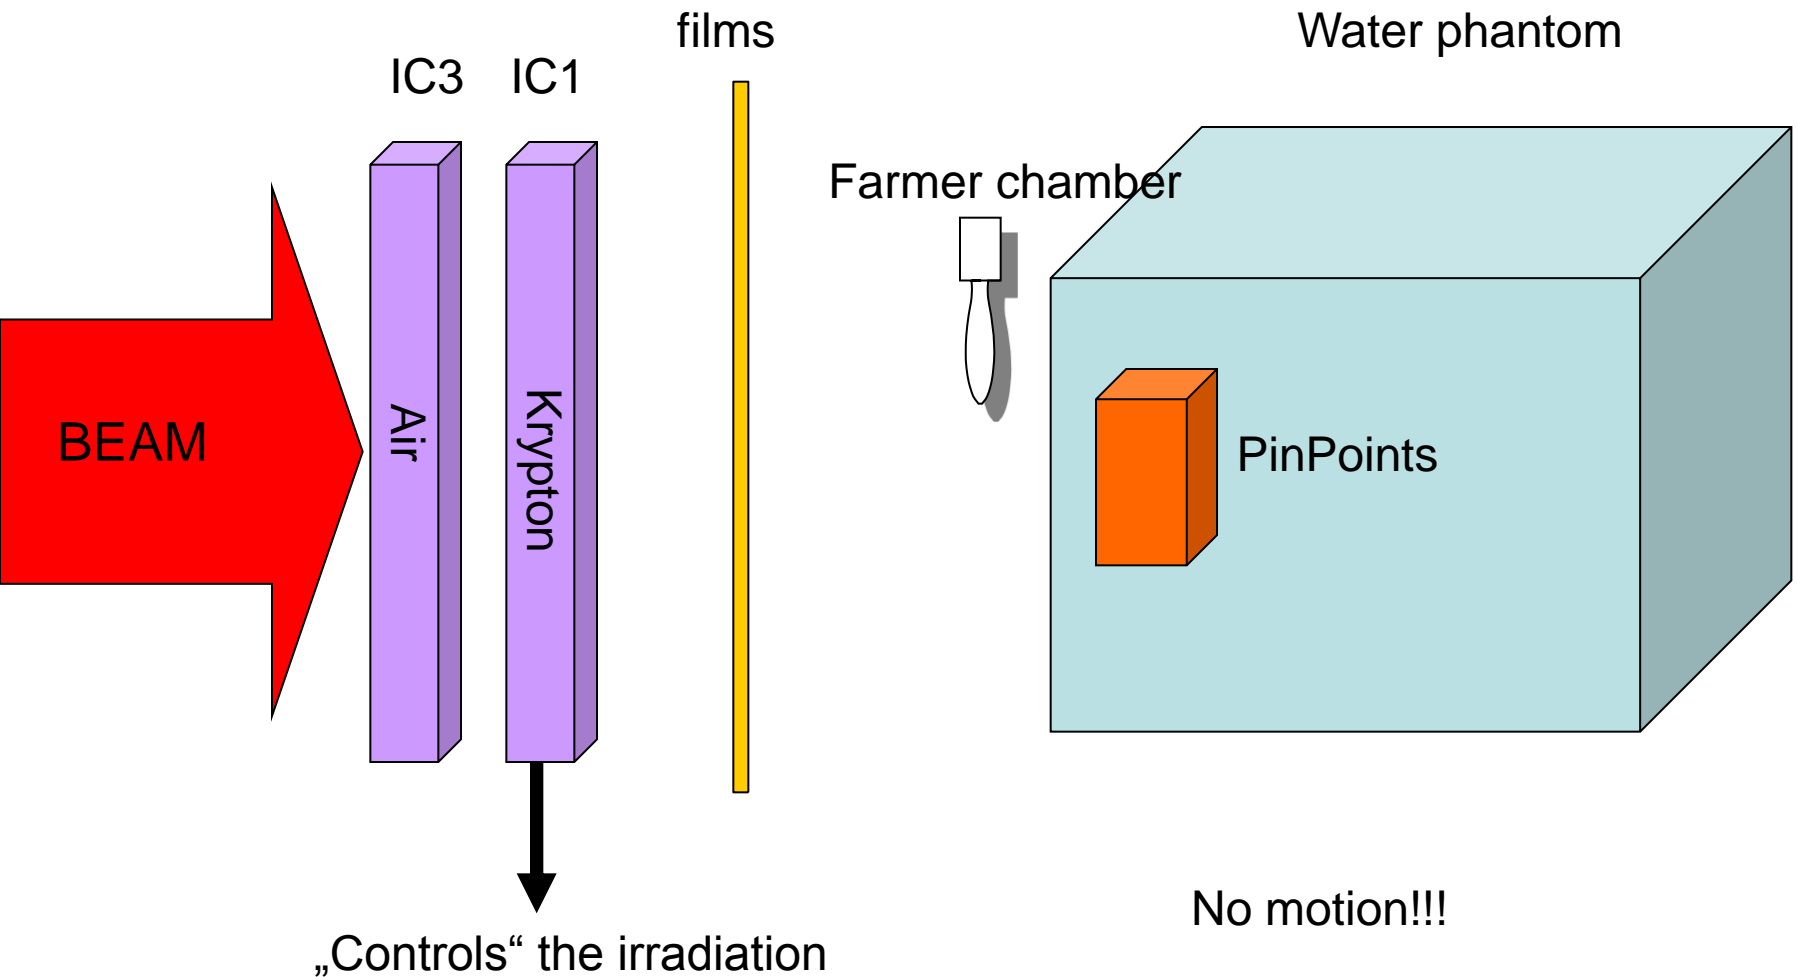 films
Water phantom
IC3
IC1
Farmer chamber
BEAM
Air
Krypton
PinPoints
No motion!!!
„Controls“ the irradiation